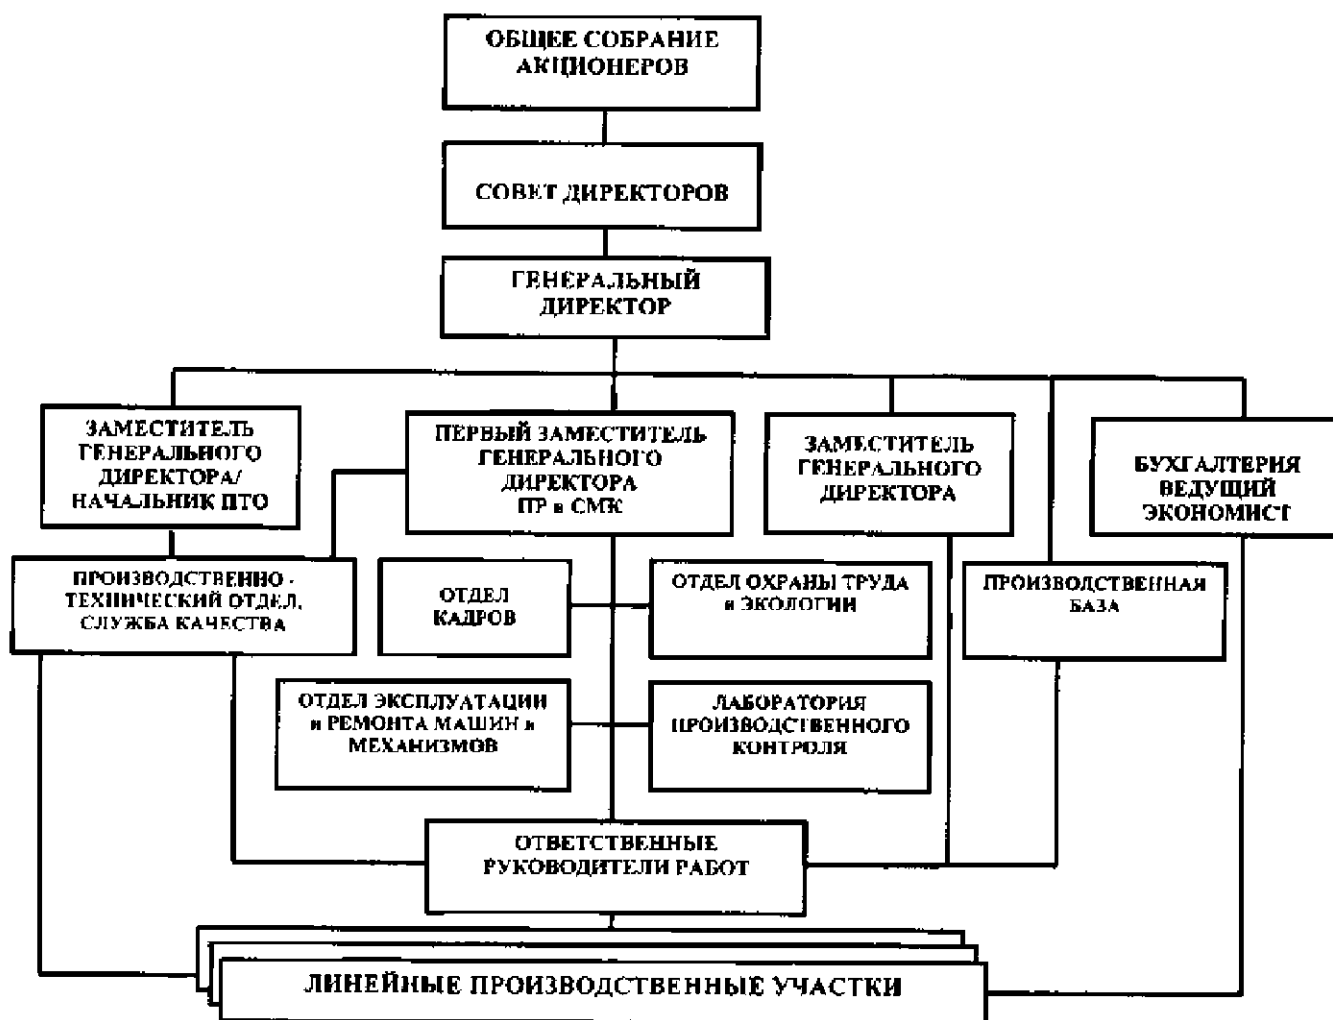 ОБЩЕЕ СОБРАНИЕ
АКЦИОНЕРОВ
СОВЕТ ДИРЕКТОРОВ
ГЕНЕРАЛЬНЫЙ
ДИРЕКТОР
ЗАМЕСТИТЕЛЬ
ГЕНЕРАЛЬНОГО
ДИРЕКТОРА/
НАЧАЛЬНИК ПТО
ПЕРВЫЙ ЗАМЕСТИТЕЛЬ
ГЕНЕРАЛЬНОГО
ДИРЕКТОРА
ПР в СМК
ЗАМЕСТИТЕЛЬ
ГЕНЕРАЛЬНОГО
ДИРЕКТОРА
БУХГАЛТЕРИЯ
ВЕДУЩИЙ
ЭКОНОМИСТ
ПРОИЗВОДСТВЕННО -
ТЕХНИЧЕСКИЙ ОТДЕЛ,
СЛУЖБА КАЧЕСТВА
ОТДЕЛ
КАДРОВ
ОТДЕЛ ОХРАНЫ ТРУДА
и ЭКОЛОГИИ
ПРОИЗВОДСТВЕННАЯ
БАЗА
ОТДЕЛ ЭКСПЛУАТАЦИИ
и РЕМОНТА МАШИН и
МЕХАНИЗМОВ
ЛАБОРАТОРИЯ
ПРОИЗВОДСТВЕННОГО
КОНТРОЛЯ
ОТВЕТСТВЕННЫЕ
РУКОВОДИТЕЛИ РАБОТ
ЛИНЕЙНЫЕ ПРОИЗВОДСТВЕННЫЕ УЧАСТКИ